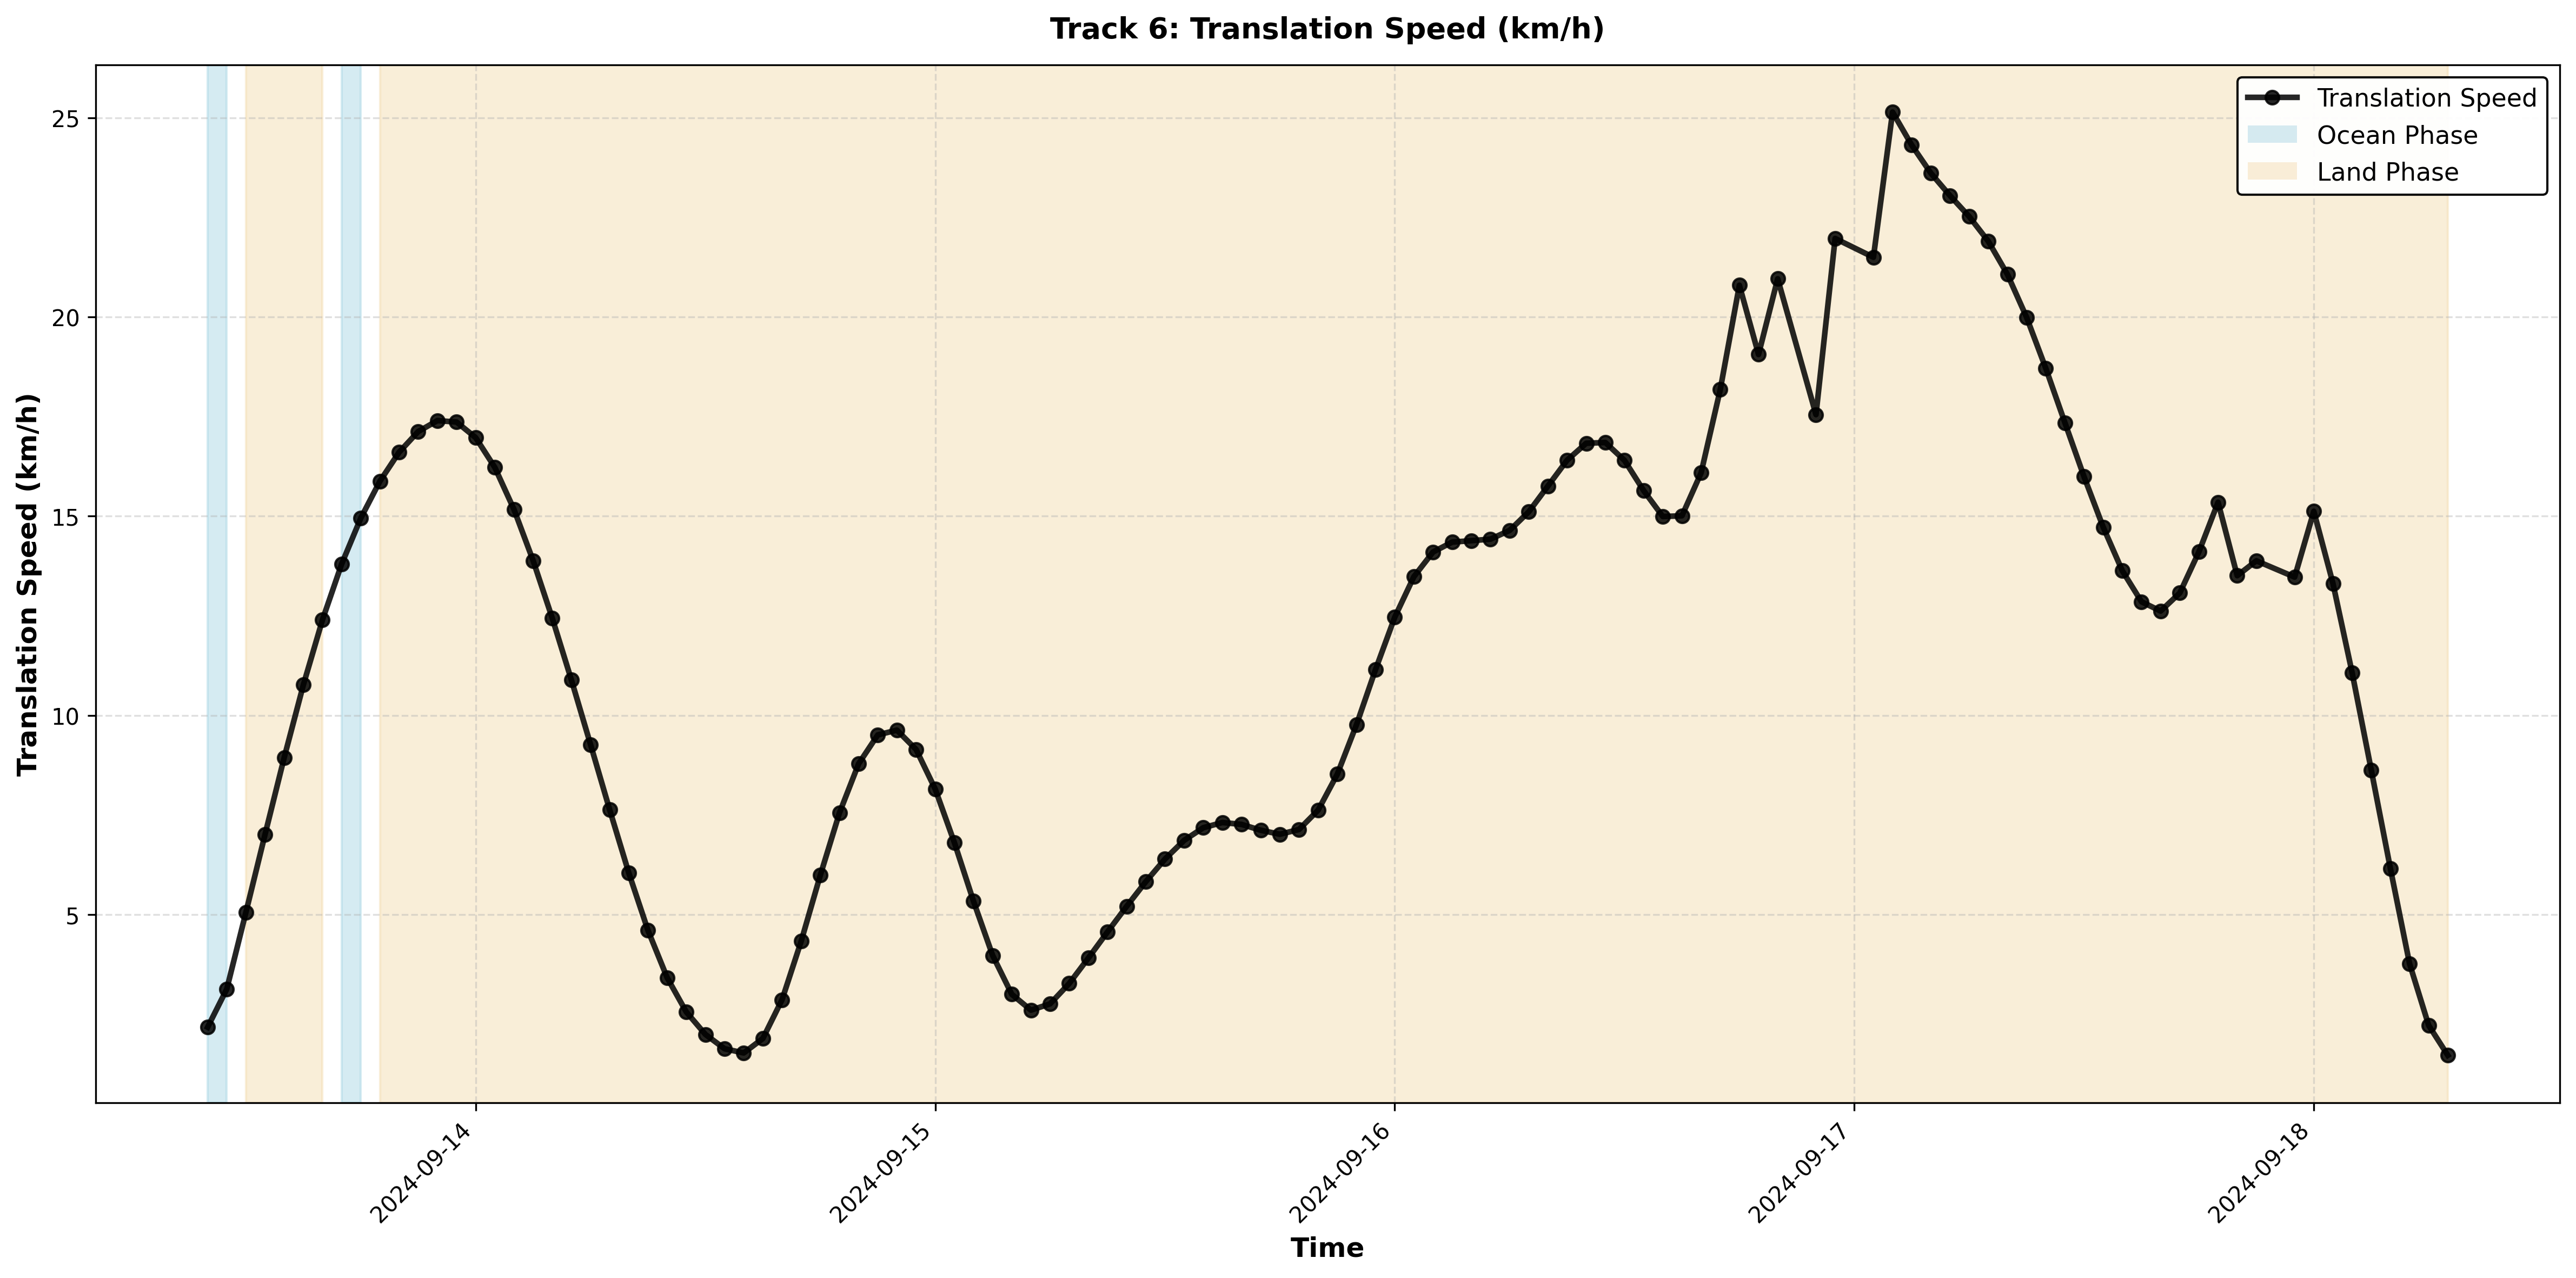 Track 6: Translation Speed (km/h)
Translation Speed (km/h)
25
20
15
10
5
Translation Speed
Ocean Phase
Land Phase
2024-09-14
2024-09-15
2024-09-16
2024-09-17
2024-09-18
Time